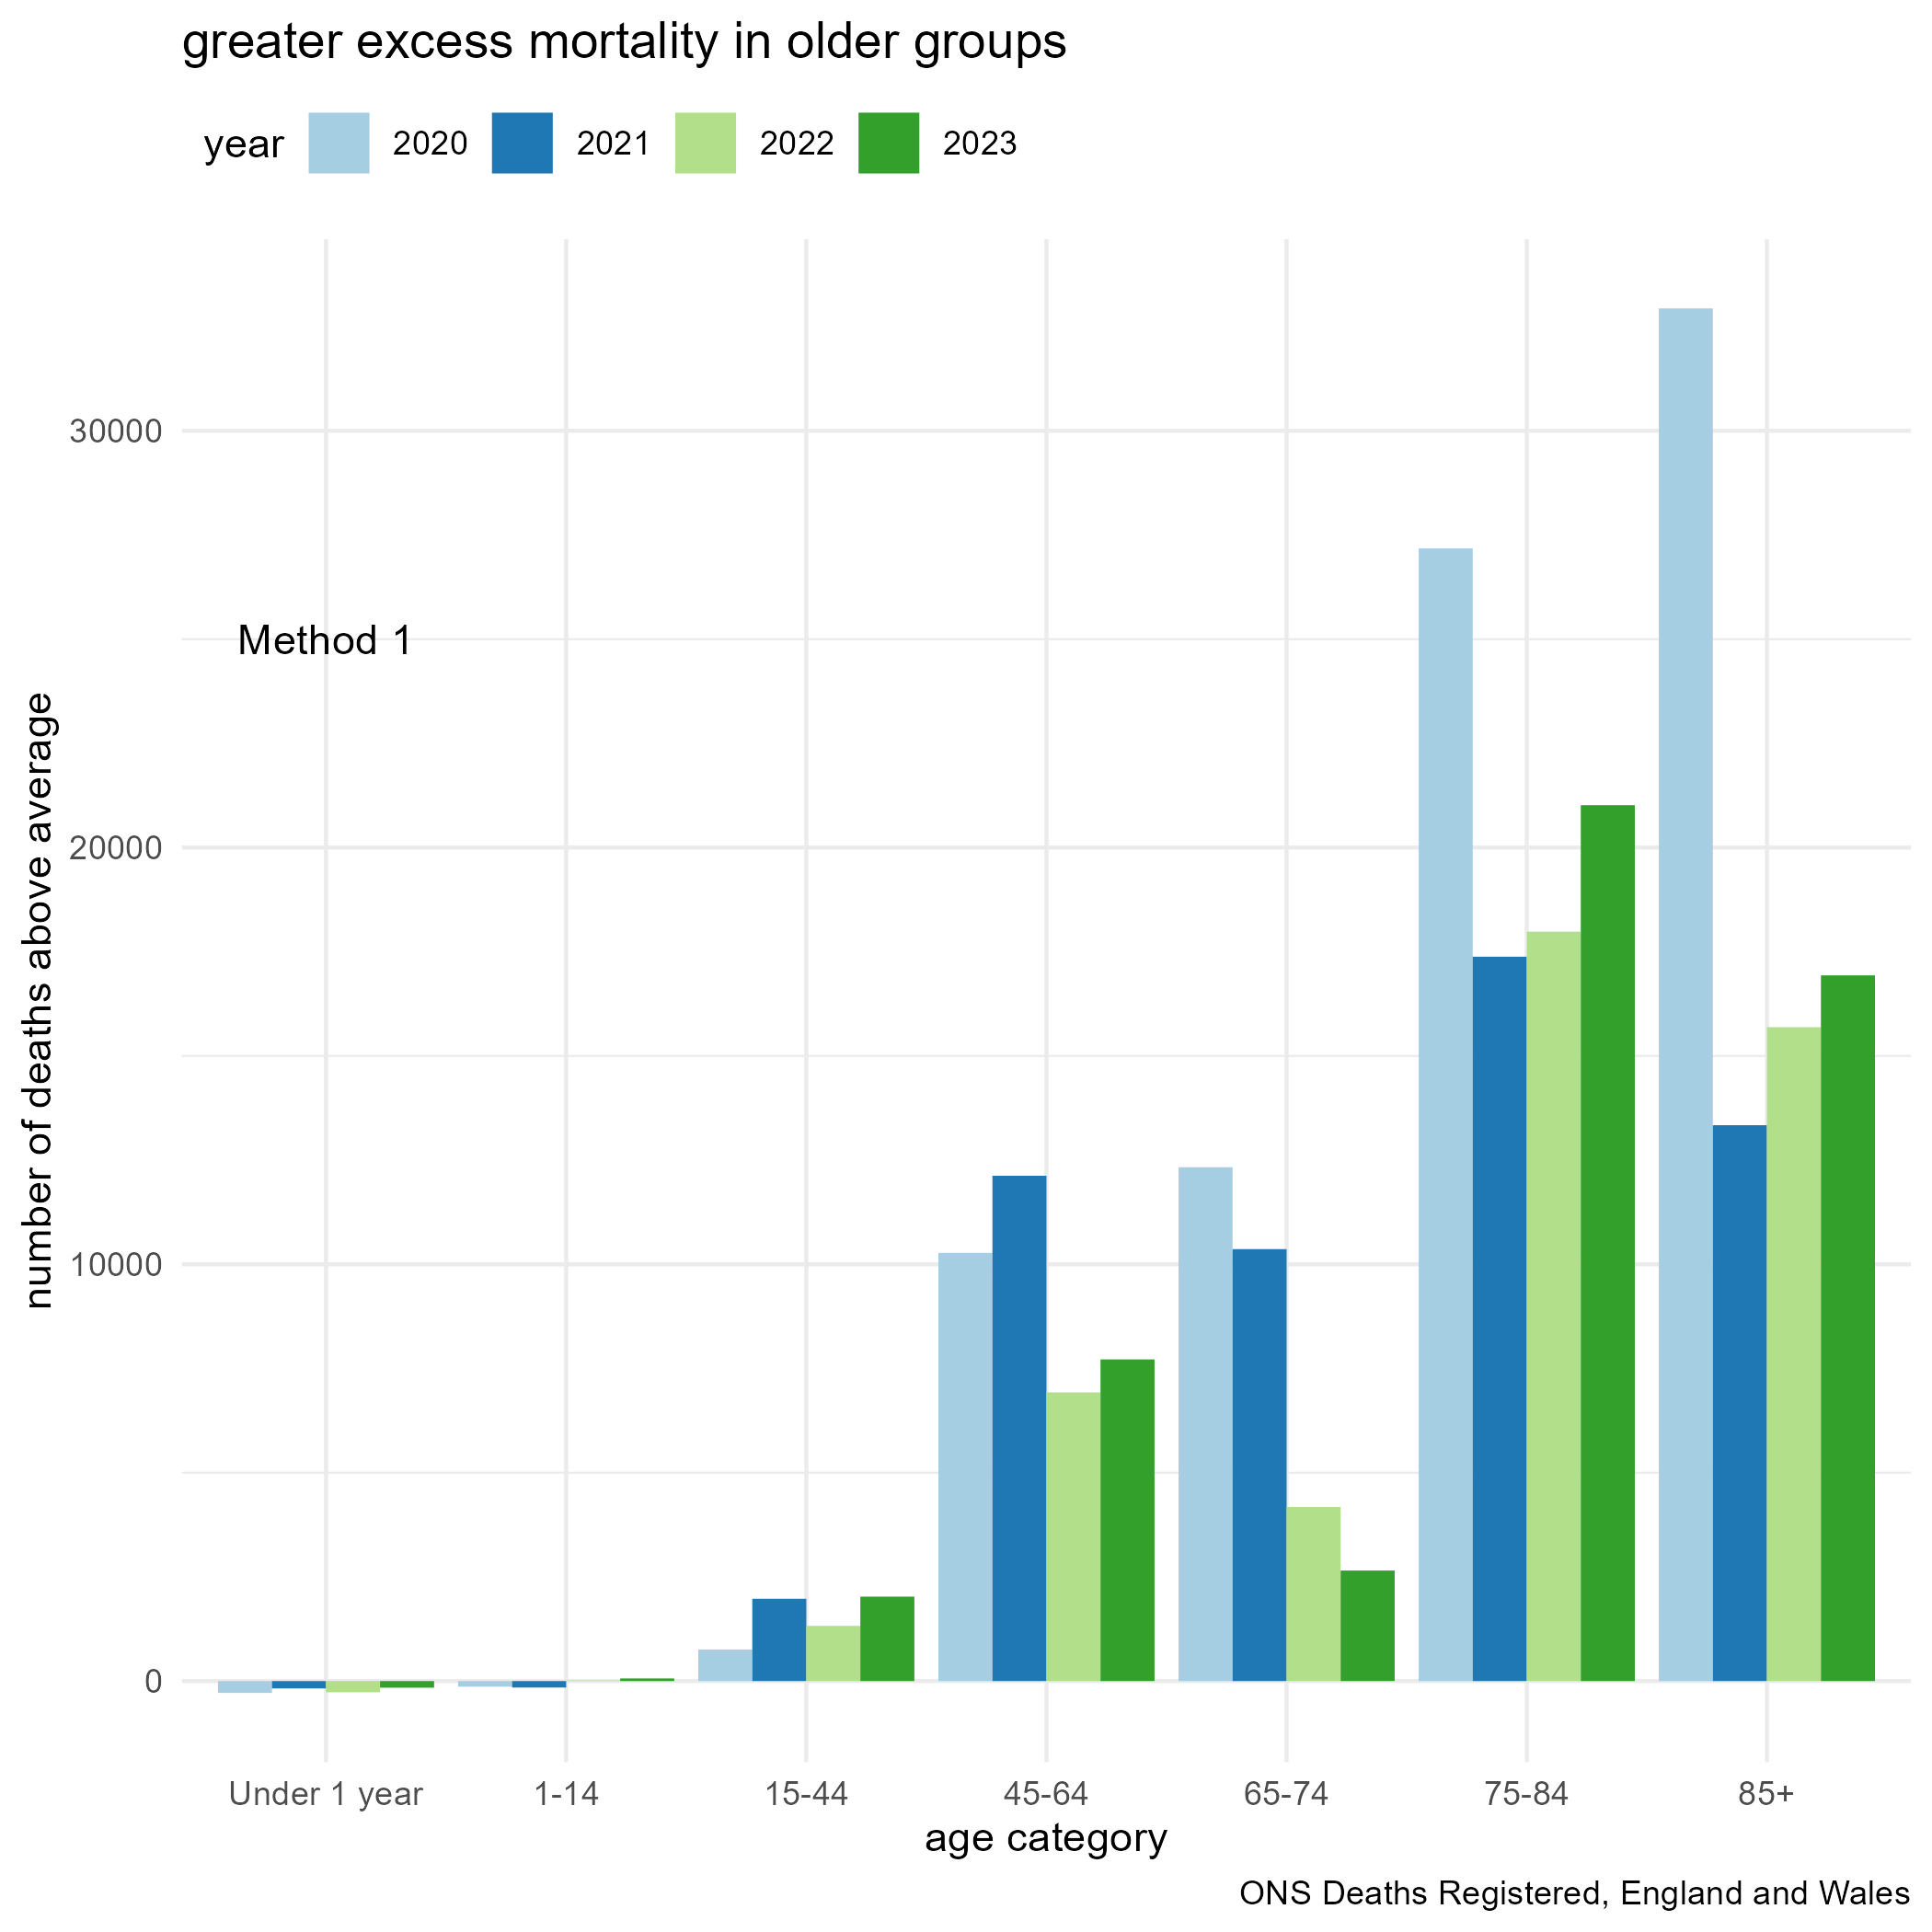 greater excess mortality in older groups
year 2020 2021 2022 2023
30000
20000
10000
0
number of deaths above average
Method 1
Under 1 year 1-14 15-44 45-64 65-74 75-84 85+
age category
ONS Deaths Registered, England and Wales